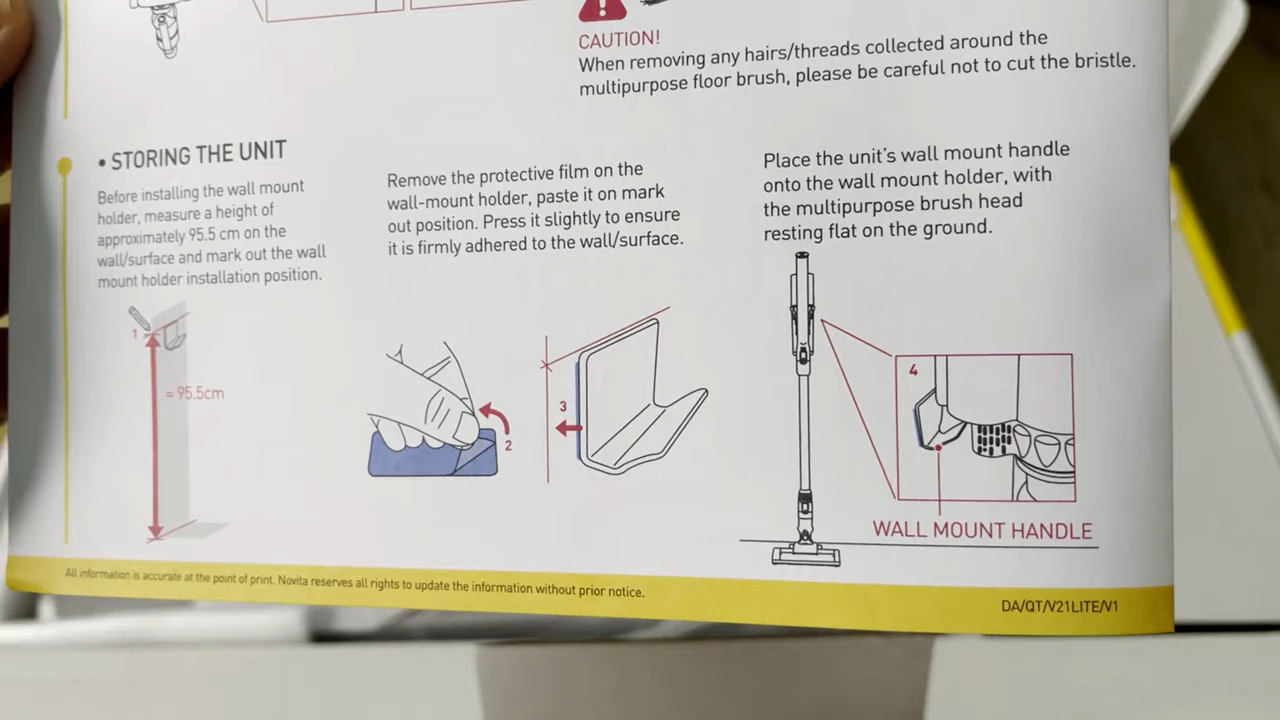 CAUTION!
When removing any hairs/threads collected around the
multipurpose floor brush, please be careful not to cut the bristle.
• STORING THE UNIT
Before installing the wall mount
holder, measure a height of
approximately 95.5 cm on the
wall/surface and mark out the wall
mount holder installation position.
1
≈ 95.5cm
Remove the protective film on the
wall-mount holder, paste it on mark
out position. Press it slightly to ensure
it is firmly adhered to the wall/surface.
2
3
Place the unit's wall mount handle
onto the wall mount holder, with
the multipurpose brush head
resting flat on the ground.
4
WALL MOUNT HANDLE
All information is accurate at the point of print. Novita reserves all rights to update the information without prior notice.
DA/QT/V21LITE/V1